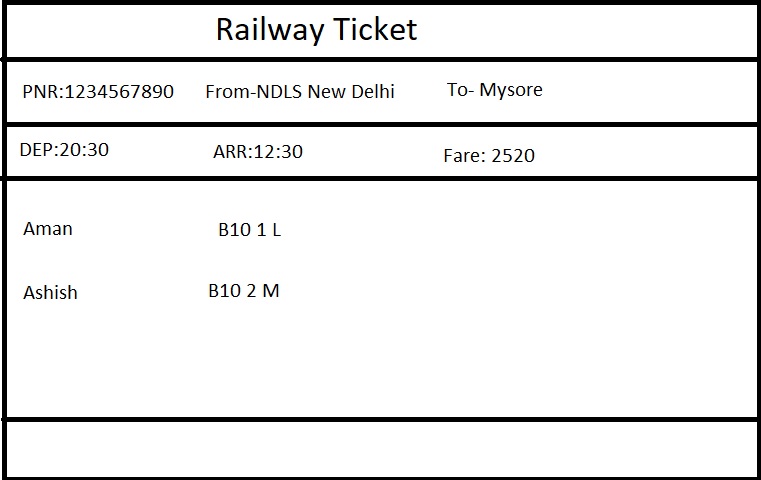 Railway Ticket
PNR:1234567890 From-NDLS New Delhi To- Mysore
DEP:20:30 ARR:12:30 Fare: 2520
Aman B10 1 L
Ashish B10 2 M